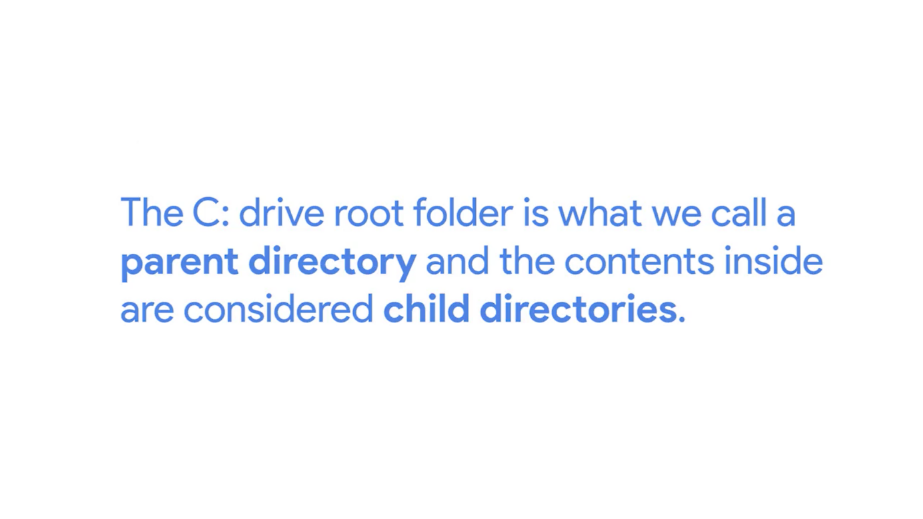 The C: drive root folder is what we call a
parent directory and the contents inside
are considered child directories.